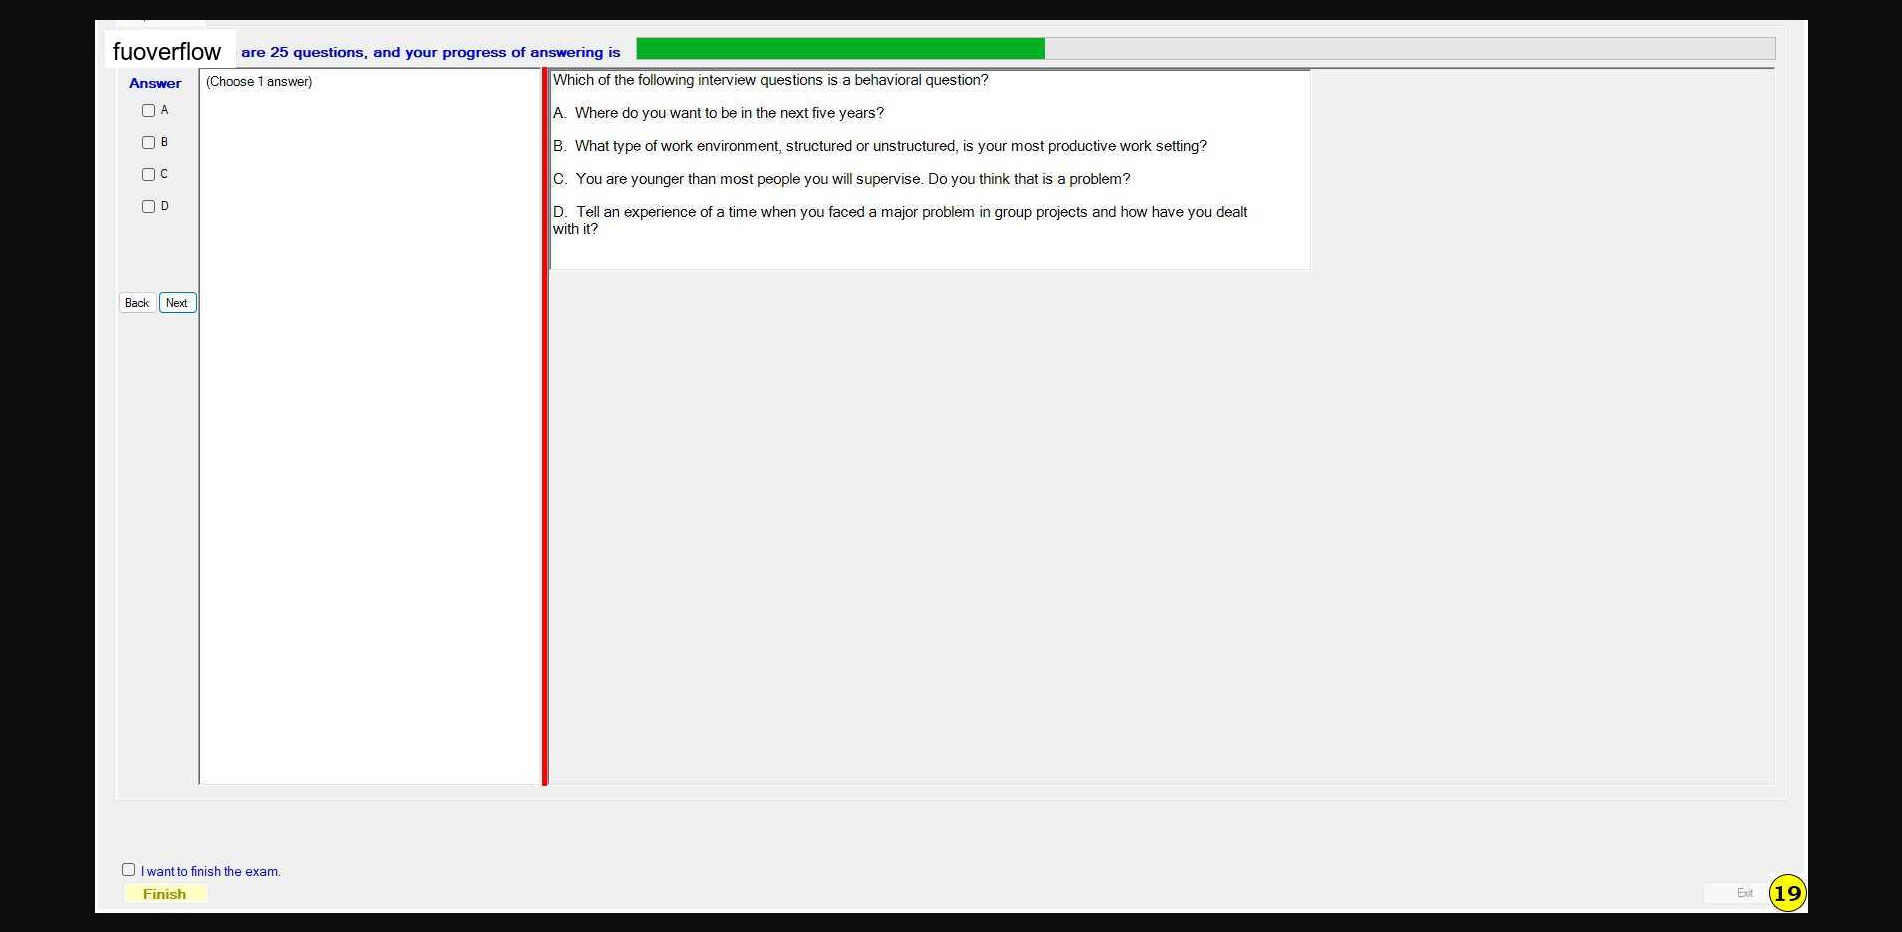 fuoverflow are 25 questions, and your progress of answering is
Answer
(Choose 1 answer)
A
B
C
D
Back Next
Which of the following interview questions is a behavioral question?
A. Where do you want to be in the next five years?
B. What type of work environment, structured or unstructured, is your most productive work setting?
C. You are younger than most people you will supervise. Do you think that is a problem?
D. Tell an experience of a time when you faced a major problem in group projects and how have you dealt
with it?
I want to finish the exam.
Finish
Exit
19